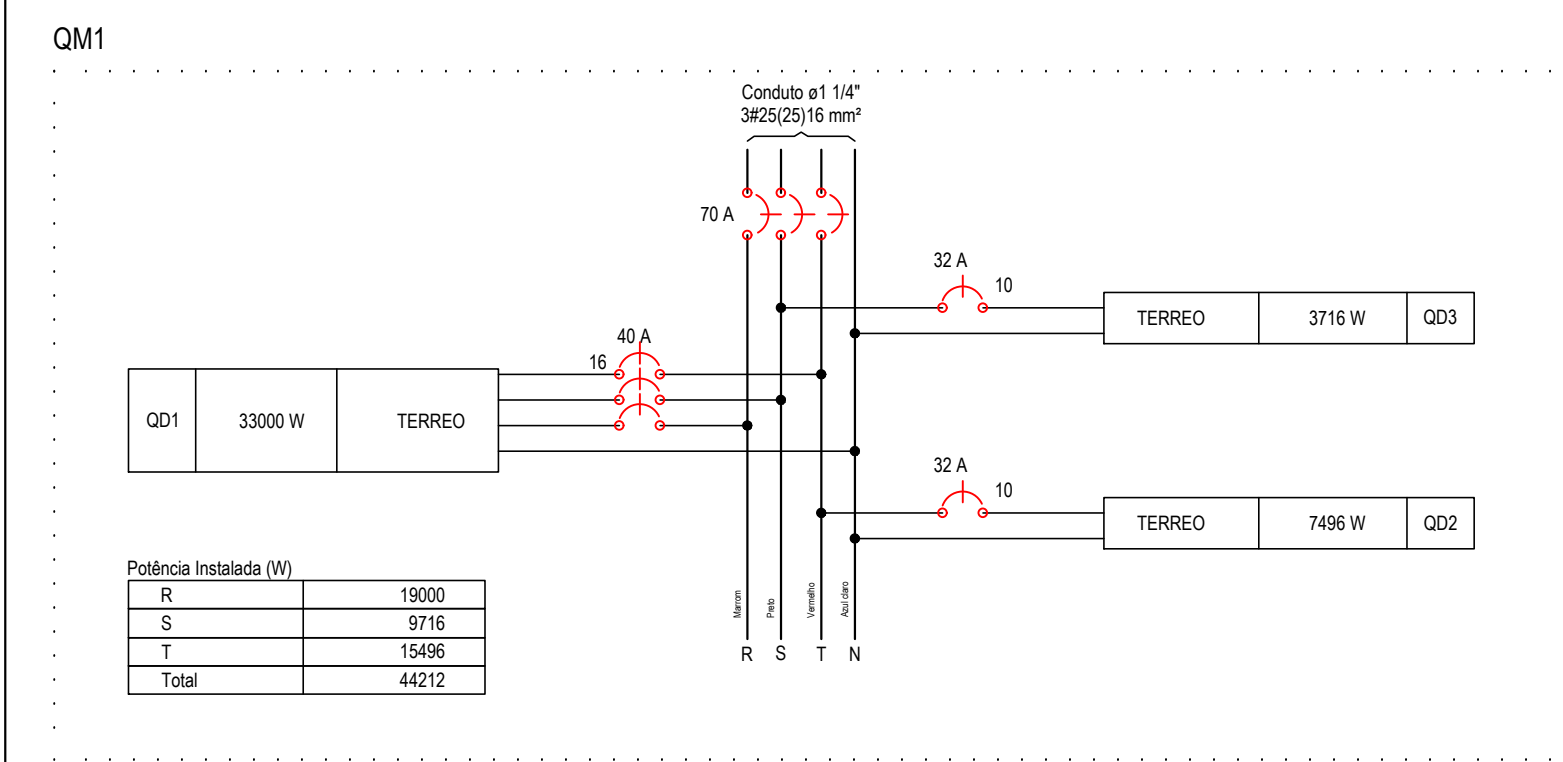 QM1
Conduto ø1 1/4"
3#25(25)16 mm²
70 A
32 A
10
TERREO 3716 W QD3
40 A
16
QD1 33000 W TERREO
32 A
10
TERREO 7496 W QD2
Potência Instalada (W)
R 19000
S 9716
T 15496
Total 44212
Marrom
Preto
Vermelho
Azul claro
R S T N